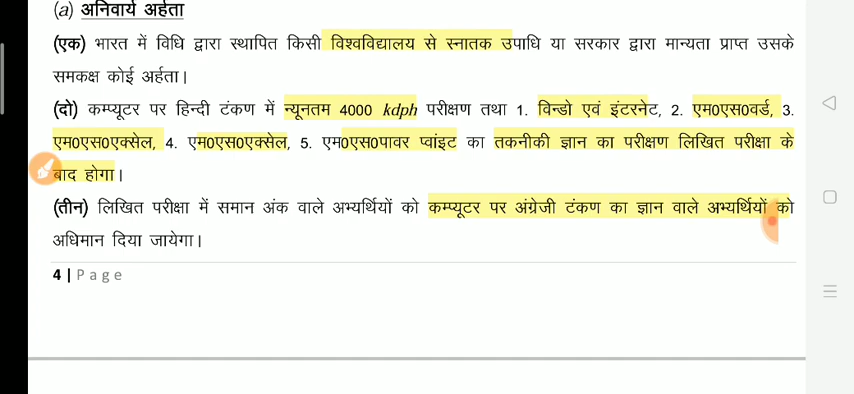 (a) अनिवार्य अर्हता
(एक) भारत में विधि द्वारा स्थापित किसी विश्वविद्यालय से स्नातक उपाधि या सरकार द्वारा मान्यता प्राप्त उसके
समकक्ष कोई अर्हता।
(दो) कम्प्यूटर पर हिन्दी टंकण में न्यूनतम 4000 kdph परीक्षण तथा 1. विन्डो एवं इंटरनेट, 2. एम0एस0वर्ड, 3.
एम0एस0एक्सेल, 4. एम0एस0एक्सेल, 5. एम0एस0पावर प्वांइट का तकनीकी ज्ञान का परीक्षण लिखित परीक्षा के
बाद होगा।
(तीन) लिखित परीक्षा में समान अंक वाले अभ्यर्थियों को कम्प्यूटर पर अंग्रेजी टंकण का ज्ञान वाले अभ्यर्थियों को
अधिमान दिया जायेगा।
4 | Page